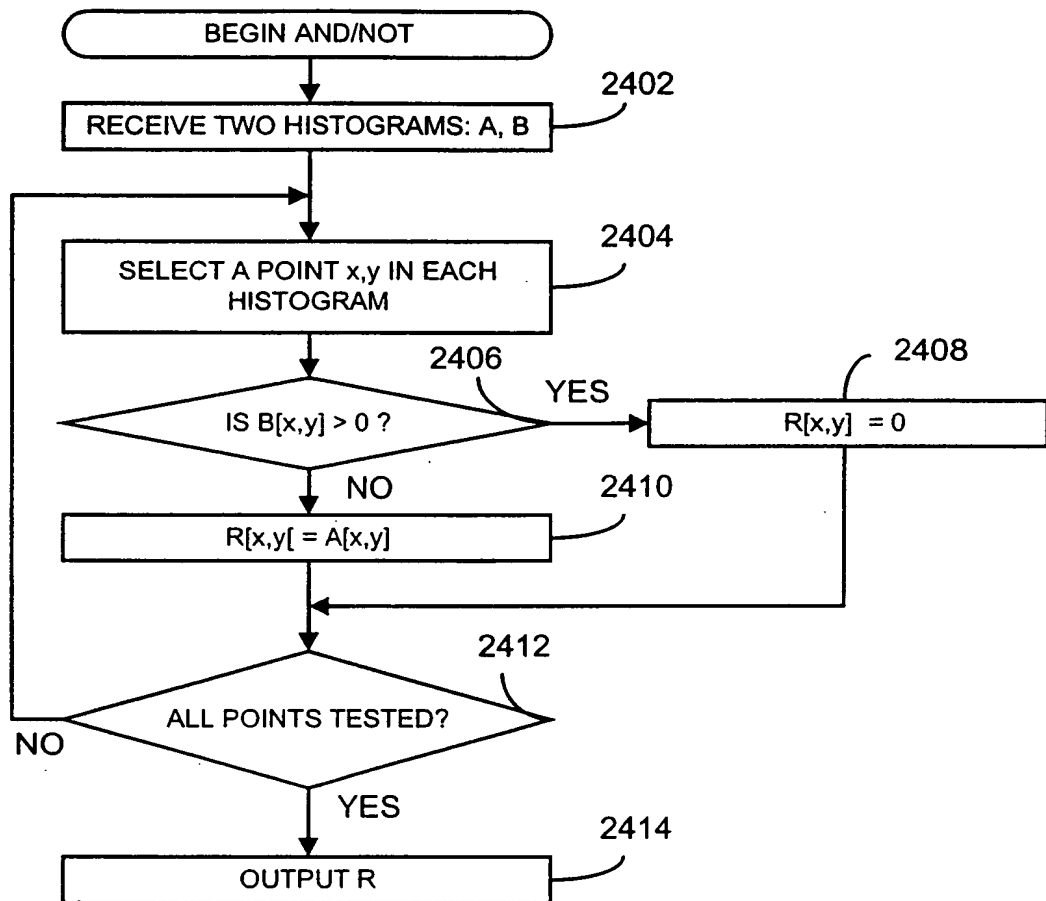 BEGIN AND/NOT
2402
RECEIVE TWO HISTOGRAMS: A, B
2404
SELECT A POINT x,y IN EACH
HISTOGRAM
2406
YES
2408
IS B[x,y] > 0 ?
R[x,y] = 0
NO
2410
R[x,y[ = A[x,y]
2412
ALL POINTS TESTED?
NO
YES
2414
OUTPUT R